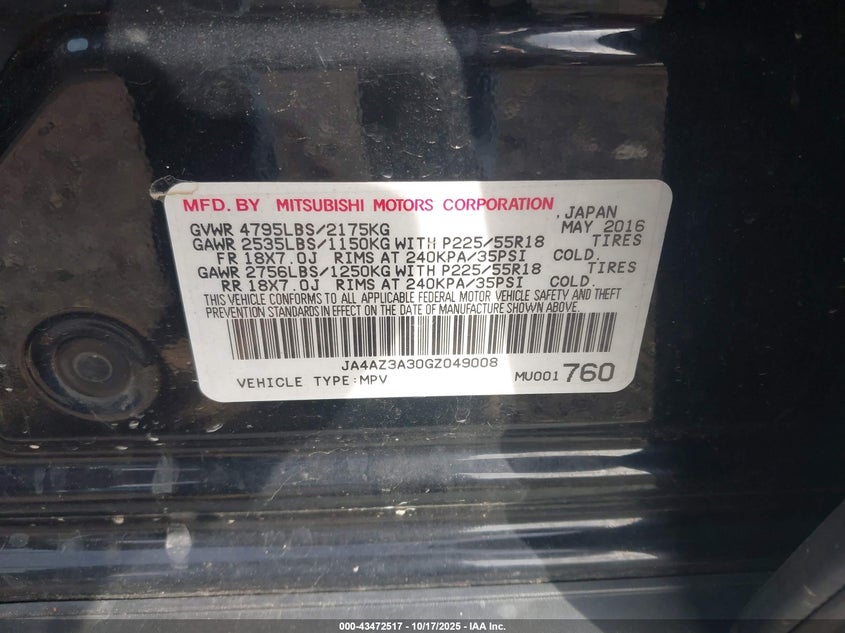 MFD. BY MITSUBISHI MOTORS CORPORATION, JAPAN
GVWR 4795LBS/2175KG MAY 2016
GAWR 2535LBS/1150KG WITH P225/55R18 TIRES
FR 18X7.0J RIMS AT 240KPA/35PSI COLD.
GAWR 2756LBS/1250KG WITH P225/55R18 TIRES
RR 18X7.0J RIMS AT 240KPA/35PSI COLD.
THIS VEHICLE CONFORMS TO ALL APPLICABLE FEDERAL MOTOR VEHICLE SAFETY AND THEFT
PREVENTION STANDARDS IN EFFECT ON THE DATE OF MANUFACTURE SHOWN ABOVE.
JA4AZ3A30GZ049008
VEHICLE TYPE:MPV MU001760
000-43472517 | 10/17/2025 - IAA Inc.